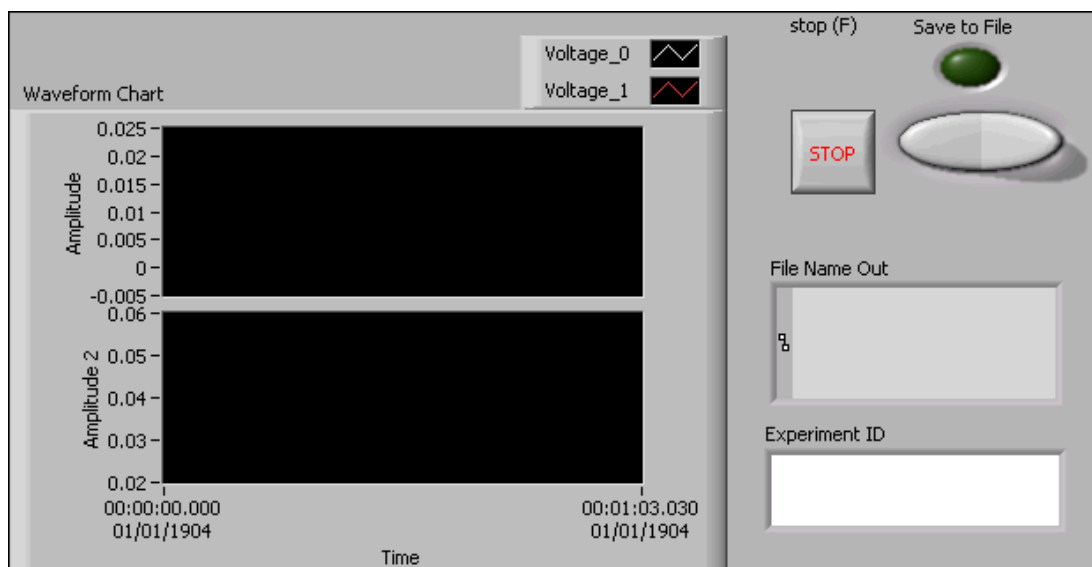 stop (F)
Save to File
Voltage_0
Voltage_1
Waveform Chart
STOP
0.025
0.02
0.015
0.01
0.005
0
-0.005
Amplitude
0.06
0.05
0.04
0.03
0.02
Amplitude 2
00:00:00.000
01/01/1904
00:01:03.030
01/01/1904
Time
File Name Out
Experiment ID